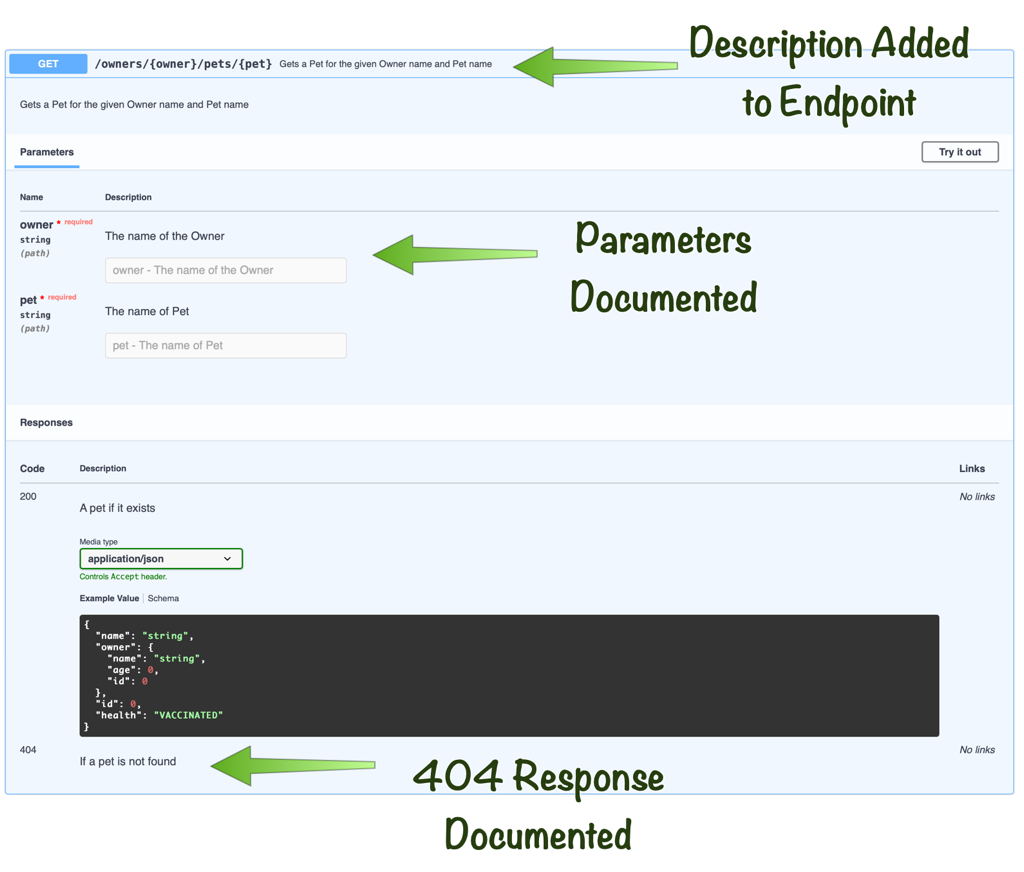 Description Added
to Endpoint
GET /owners/{owner}/pets/{pet} Gets a Pet for the given Owner name and Pet name
Gets a Pet for the given Owner name and Pet name
Parameters
Try it out
Name Description
owner * required
string
(path)
The name of the Owner
owner - The name of the Owner
Parameters
Documented
pet * required
string
(path)
The name of Pet
pet - The name of Pet
Responses
Code Description Links
200
A pet if it exists
No links
Media type
application/json
Controls Accept header.
Example Value Schema
{
  "name": "string",
  "owner": {
    "name": "string",
    "age": 0,
    "id": 0
  },
  "id": 0,
  "health": "VACCINATED"
}
404
If a pet is not found
No links
404 Response
Documented